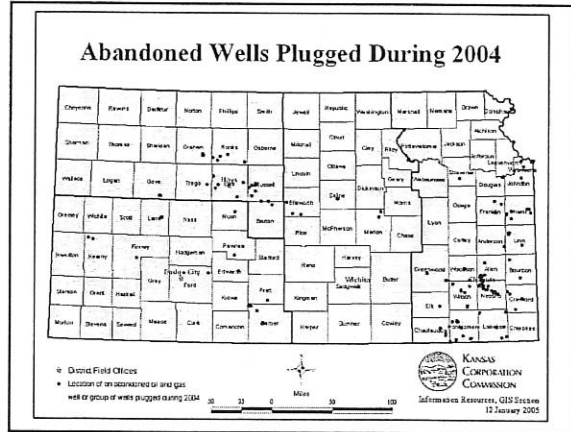 Abandoned Wells Plugged During 2004
Cheyenne Rawlins Decatur Norton Phillips Smith Jewell Republic Washington Marshall Nemaha Brown Doniphan
Sherman Thomas Sheridan Graham Rooks Osborne Mitchell Cloud Clay Riley Pottawatomie Jackson Atchison
Jefferson Leavenworth
Wallace Logan Gove Trego Hays Ellis Russell Lincoln Ottawa Dickinson Geary Wabaunsee Shawnee Douglas Johnson
Ellsworth Saline Morris Osage Franklin Miami
Greeley Wichita Scott Lane Ness Rush Barton Rice McPherson Marion Chase Lyon Coffey Anderson Linn
Hamilton Kearny Finney Hodgeman Pawnee Stafford Reno Harvey Greenwood Woodson Allen Bourbon
Gray Dodge City Ford Edwards Wichita Sedgwick Butler
Stanton Grant Haskell Kiowa Pratt Kingman Elk Wilson Neosho Crawford
Morton Stevens Seward Meade Clark Comanche Barber Harper Sumner Cowley Chautauqua Montgomery Labette Cherokee
District Field Offices
Location of an abandoned oil and gas
well or group of wells plugged during 2004
Miles
50 100
KANSAS
CORPORATION
COMMISSION
Information Resources, GIS Section
12 January 2005